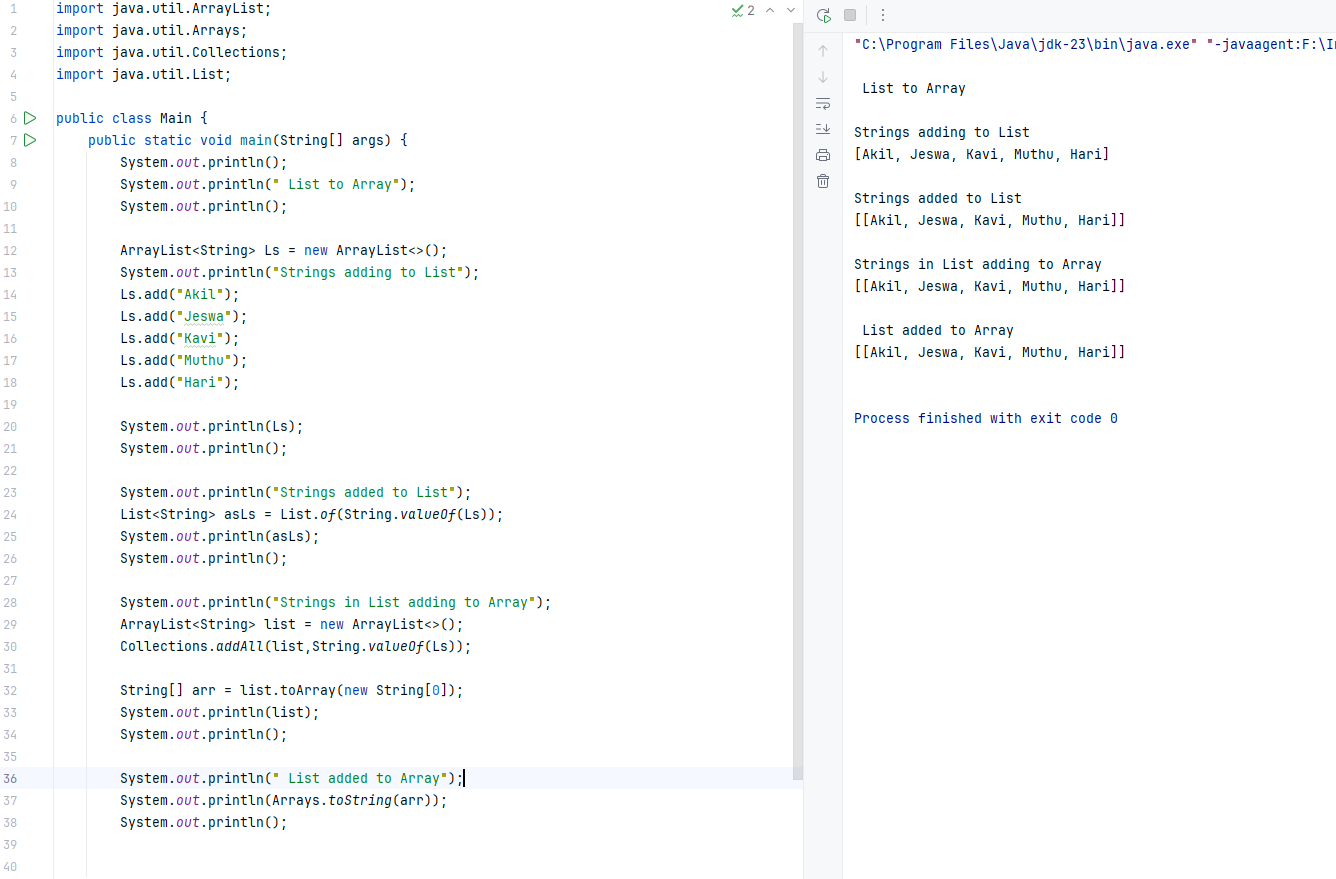 1 import java.util.ArrayList;
2 import java.util.Arrays;
3 import java.util.Collections;
4 import java.util.List;
5
6 public class Main {
7 public static void main(String[] args) {
8 System.out.println();
9 System.out.println(" List to Array");
10 System.out.println();
11
12 ArrayList<String> Ls = new ArrayList<>();
13 System.out.println("Strings adding to List");
14 Ls.add("Akil");
15 Ls.add("Jeswa");
16 Ls.add("Kavi");
17 Ls.add("Muthu");
18 Ls.add("Hari");
19
20 System.out.println(Ls);
21 System.out.println();
22
23 System.out.println("Strings added to List");
24 List<String> asLs = List.of(String.valueOf(Ls));
25 System.out.println(asLs);
26 System.out.println();
27
28 System.out.println("Strings in List adding to Array");
29 ArrayList<String> list = new ArrayList<>();
30 Collections.addAll(list,String.valueOf(Ls));
31
32 String[] arr = list.toArray(new String[0]);
33 System.out.println(list);
34 System.out.println();
35
36 System.out.println(" List added to Array");
37 System.out.println(Arrays.toString(arr));
38 System.out.println();
39
40
2
"C:\Program Files\Java\jdk-23\bin\java.exe" "-javaagent:F:\
List to Array
Strings adding to List
[Akil, Jeswa, Kavi, Muthu, Hari]
Strings added to List
[[Akil, Jeswa, Kavi, Muthu, Hari]]
Strings in List adding to Array
[[Akil, Jeswa, Kavi, Muthu, Hari]]
List added to Array
[[Akil, Jeswa, Kavi, Muthu, Hari]]
Process finished with exit code 0